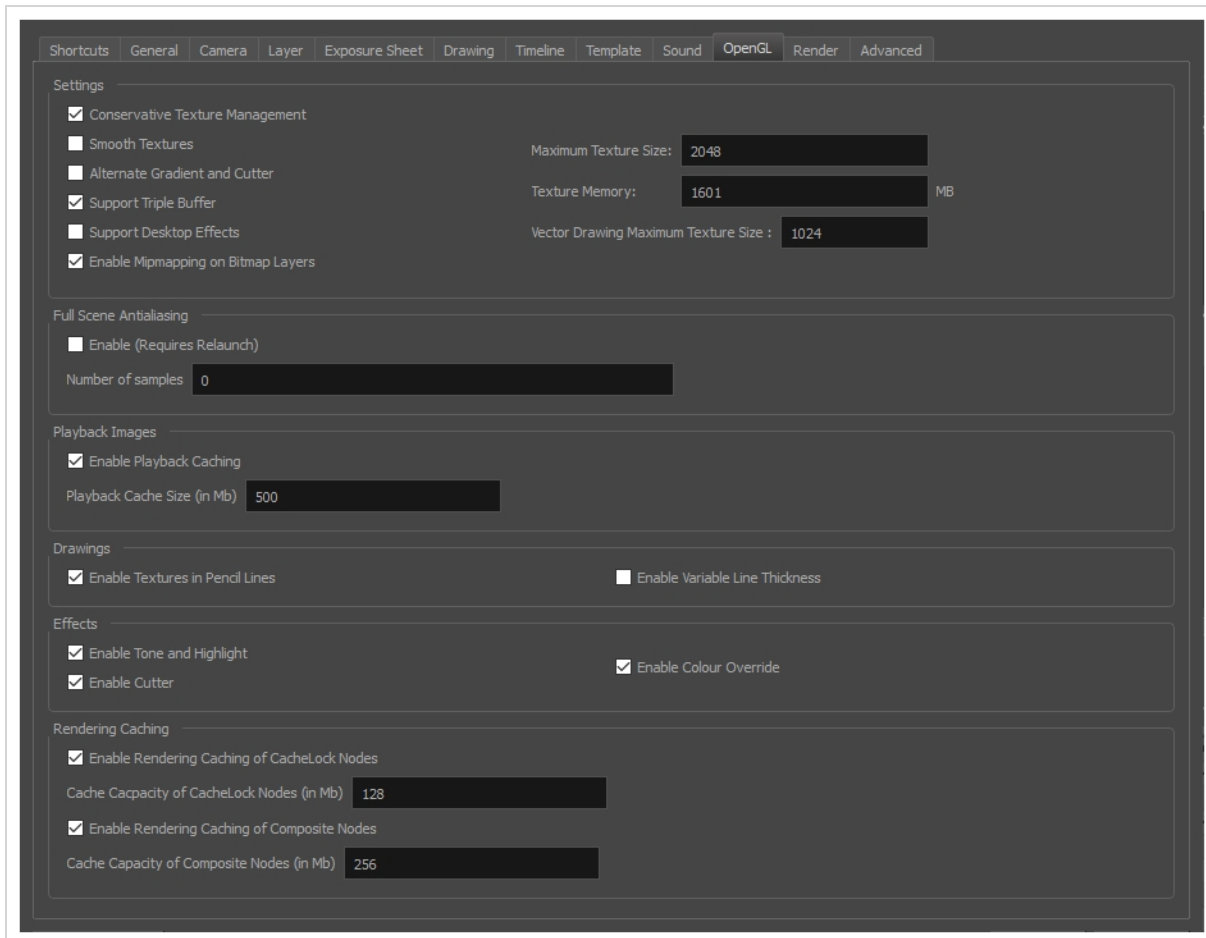 Shortcuts General Camera Layer Exposure Sheet Drawing Timeline Template Sound OpenGL Render Advanced
Settings
Conservative Texture Management
Smooth Textures
Maximum Texture Size: 2048
Alternate Gradient and Cutter
Texture Memory: 1601 MB
Support Triple Buffer
Support Desktop Effects
Vector Drawing Maximum Texture Size : 1024
Enable Mipmapping on Bitmap Layers
Full Scene Antialiasing
Enable (Requires Relaunch)
Number of samples 0
Playback Images
Enable Playback Caching
Playback Cache Size (in Mb) 500
Drawings
Enable Textures in Pencil Lines Enable Variable Line Thickness
Effects
Enable Tone and Highlight
Enable Colour Override
Enable Cutter
Rendering Caching
Enable Rendering Caching of CacheLock Nodes
Cache Cacpacity of CacheLock Nodes (in Mb) 128
Enable Rendering Caching of Composite Nodes
Cache Capacity of Composite Nodes (in Mb) 256